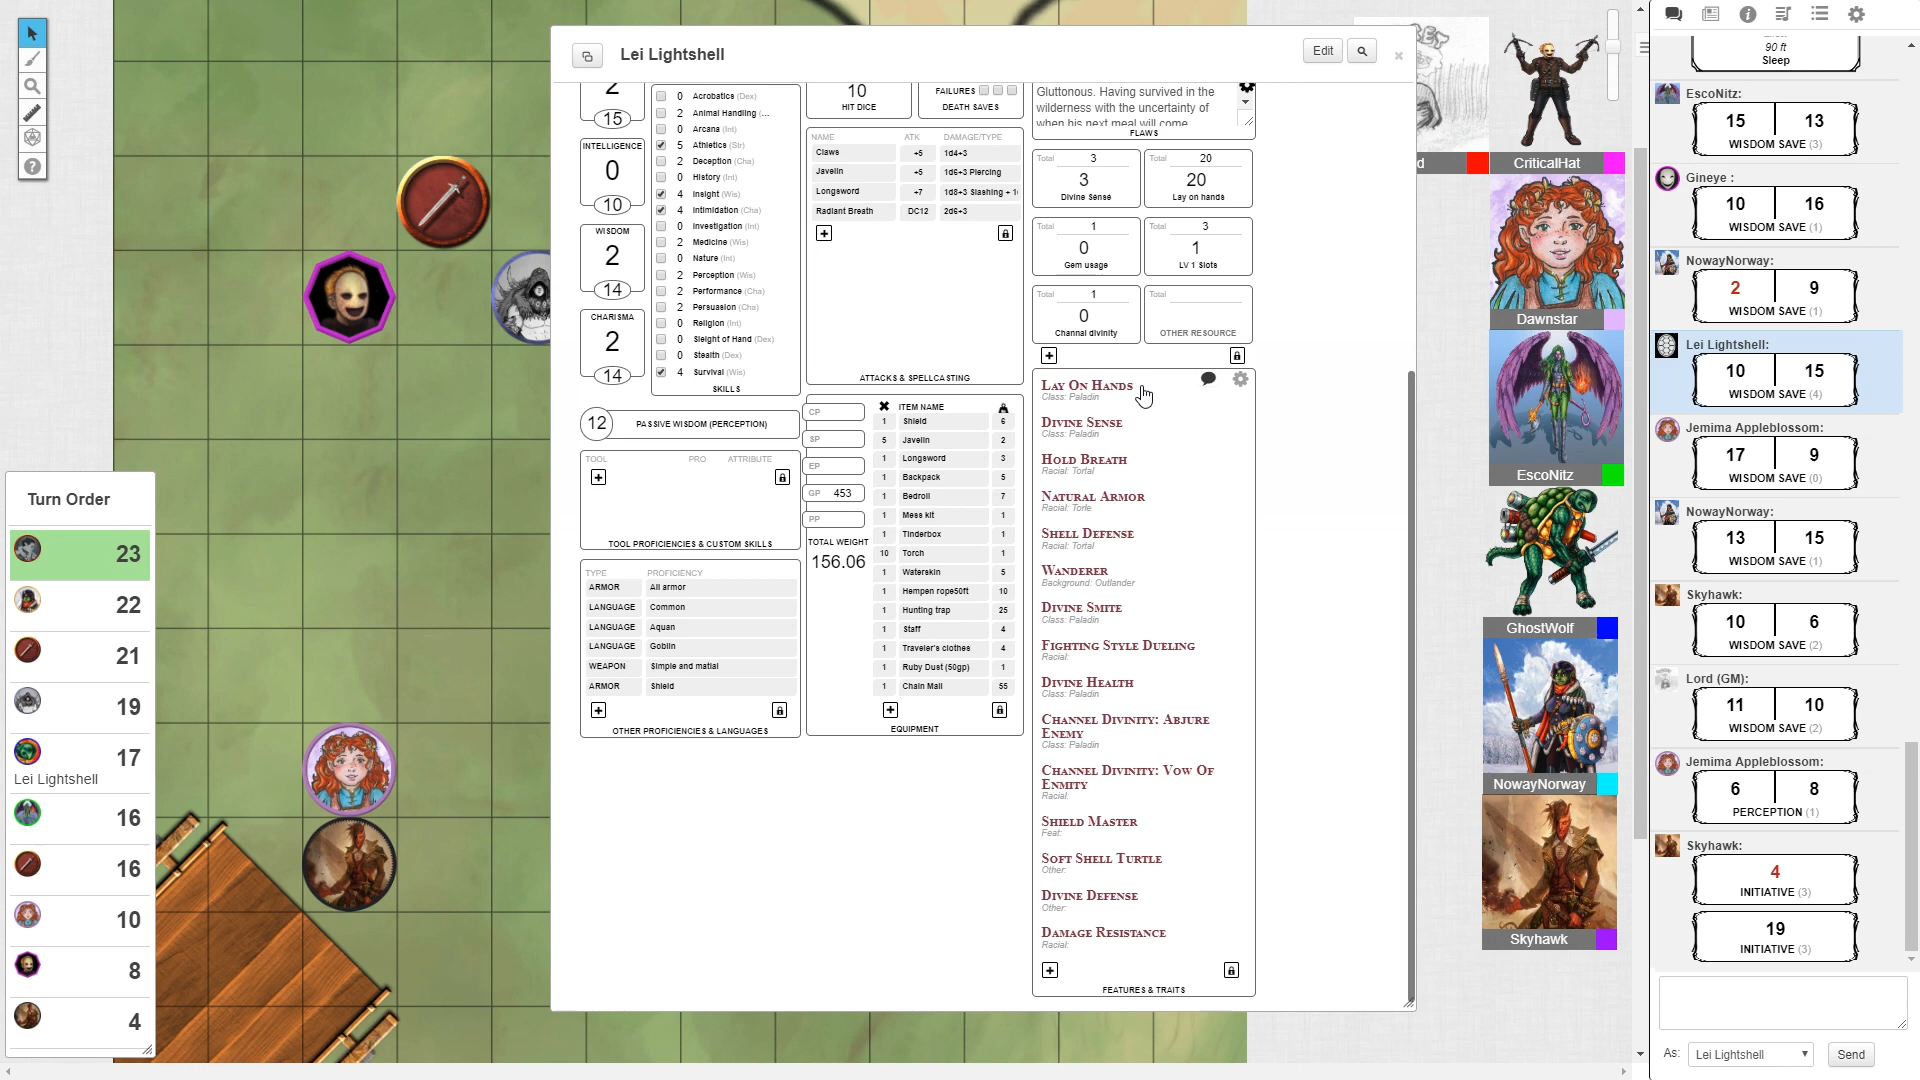 Lei Lightshell
Edit
2
15
INTELLIGENCE
0
10
WISDOM
2
14
CHARISMA
2
14
0 Acrobatics (Dex)
2 Animal Handling (...
0 Arcana (Int)
5 Athletics (Str)
2 Deception (Cha)
0 History (Int)
4 Insight (Wis)
4 Intimidation (Cha)
0 Investigation (Int)
2 Medicine (Wis)
0 Nature (Int)
2 Perception (Wis)
2 Performance (Cha)
2 Persuasion (Cha)
0 Religion (Int)
0 Sleight of Hand (Dex)
0 Stealth (Dex)
4 Survival (Wis)
SKILLS
12 PASSIVE WISDOM (PERCEPTION)
TOOL PRO ATTRIBUTE
TOOL PROFICIENCIES & CUSTOM SKILLS
TYPE PROFICIENCY
ARMOR All armor
LANGUAGE Common
LANGUAGE Aquan
LANGUAGE Goblin
WEAPON Simple and matial
ARMOR Shield
OTHER PROFICIENCIES & LANGUAGES
10
HIT DICE
FAILURES
DEATH SAVES
NAME ATK DAMAGE/TYPE
Claws +5 1d4+3
Javelin +5 1d6+3 Piercing
Longsword +7 1d8+3 Slashing + 1
Radiant Breath DC12 2d6+3
ATTACKS & SPELLCASTING
CP
SP
EP
GP 453
PP
TOTAL WEIGHT
156.06
ITEM NAME
1 Shield 6
5 Javelin 2
1 Longsword 3
1 Backpack 5
1 Bedroll 7
1 Mess kit 1
1 Tinderbox 1
10 Torch 1
1 Waterskin 5
1 Hempen rope50ft 10
1 Hunting trap 25
1 Staff 4
1 Traveler's clothes 4
1 Ruby Dust (50gp) 1
1 Chain Mail 55
EQUIPMENT
Gluttonous. Having survived in the
wilderness with the uncertainty of
when his next meal will come
FLAWS
Total 3
3
Divine Sense
Total 20
20
Lay on hands
Total 1
0
Gem usage
Total 3
1
LV 1 Slots
Total 1
0
Channal divinity
Total
OTHER RESOURCE
LAY ON HANDS
Class: Paladin
DIVINE SENSE
Class: Paladin
HOLD BREATH
Racial: Tortal
NATURAL ARMOR
Racial: Torle
SHELL DEFENSE
Racial: Tortal
WANDERER
Background: Outlander
DIVINE SMITE
Class: Paladin
FIGHTING STYLE DUELING
Racial:
DIVINE HEALTH
Class: Paladin
CHANNEL DIVINITY: ABJURE
ENEMY
Class: Paladin
CHANNEL DIVINITY: VOW OF
ENMITY
Racial:
SHIELD MASTER
Feat:
SOFT SHELL TURTLE
Other:
DIVINE DEFENSE
Other:
DAMAGE RESISTANCE
Racial:
FEATURES & TRAITS
Turn Order
23
22
21
19
17
Lei Lightshell
16
16
10
8
4
d
CriticalHat
Dawnstar
EscoNitz
GhostWolf
NowayNorway
Skyhawk
90 ft
Sleep
EscoNitz:
15 13
WISDOM SAVE (3)
Gineye :
10 16
WISDOM SAVE (1)
NowayNorway:
2 9
WISDOM SAVE (1)
Lei Lightshell:
10 15
WISDOM SAVE (4)
Jemima Appleblossom:
17 9
WISDOM SAVE (0)
NowayNorway:
13 15
WISDOM SAVE (1)
Skyhawk:
10 6
WISDOM SAVE (2)
Lord (GM):
11 10
WISDOM SAVE (2)
Jemima Appleblossom:
6 8
PERCEPTION (1)
Skyhawk:
4
INITIATIVE (3)
19
INITIATIVE (3)
As: Lei Lightshell Send